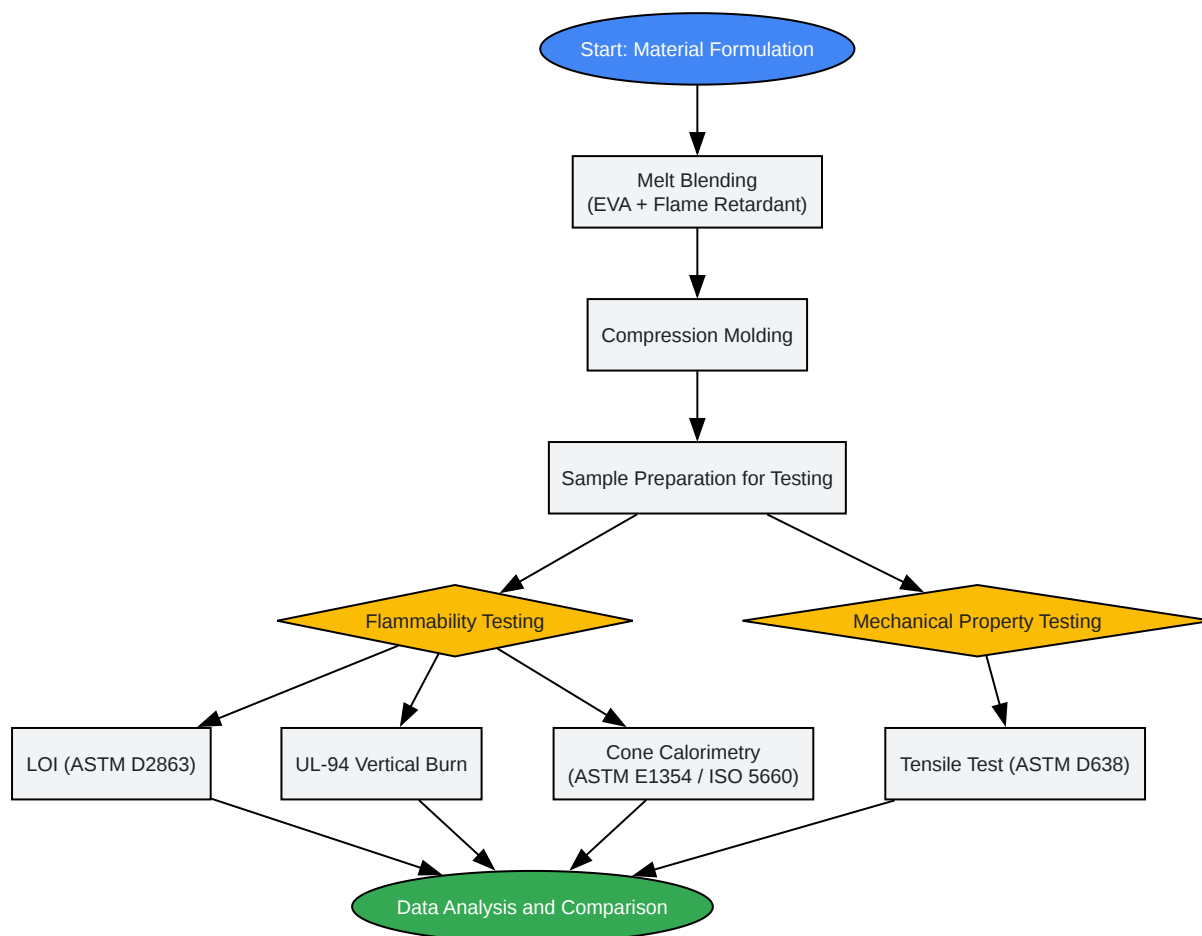 Start: Material Formulation
Melt Blending
(EVA + Flame Retardant)
Compression Molding
Sample Preparation for Testing
Flammability Testing
Mechanical Property Testing
LOI (ASTM D2863)
UL-94 Vertical Burn
Cone Calorimetry
(ASTM E1354 / ISO 5660)
Tensile Test (ASTM D638)
Data Analysis and Comparison